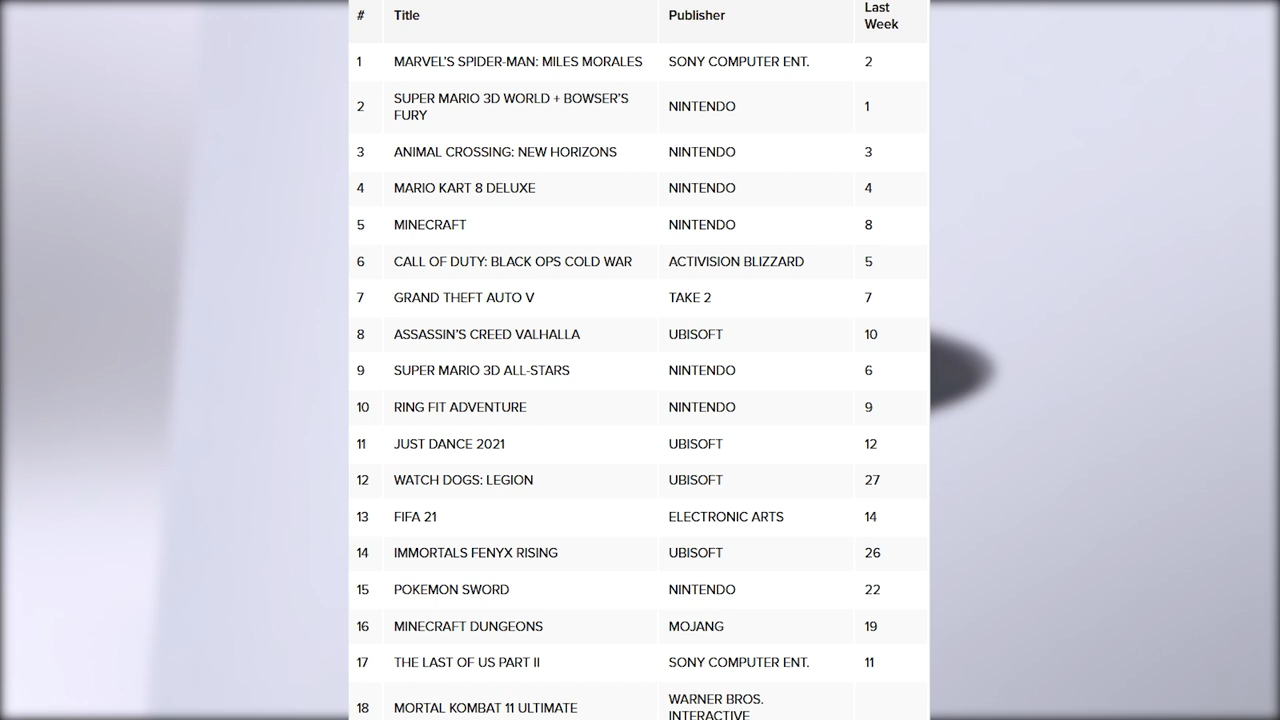 # Title Publisher Last Week
1 MARVEL'S SPIDER-MAN: MILES MORALES SONY COMPUTER ENT. 2
2 SUPER MARIO 3D WORLD + BOWSER'S FURY NINTENDO 1
3 ANIMAL CROSSING: NEW HORIZONS NINTENDO 3
4 MARIO KART 8 DELUXE NINTENDO 4
5 MINECRAFT NINTENDO 8
6 CALL OF DUTY: BLACK OPS COLD WAR ACTIVISION BLIZZARD 5
7 GRAND THEFT AUTO V TAKE 2 7
8 ASSASSIN'S CREED VALHALLA UBISOFT 10
9 SUPER MARIO 3D ALL-STARS NINTENDO 6
10 RING FIT ADVENTURE NINTENDO 9
11 JUST DANCE 2021 UBISOFT 12
12 WATCH DOGS: LEGION UBISOFT 27
13 FIFA 21 ELECTRONIC ARTS 14
14 IMMORTALS FENYX RISING UBISOFT 26
15 POKEMON SWORD NINTENDO 22
16 MINECRAFT DUNGEONS MOJANG 19
17 THE LAST OF US PART II SONY COMPUTER ENT. 11
18 MORTAL KOMBAT 11 ULTIMATE WARNER BROS. INTERACTIVE